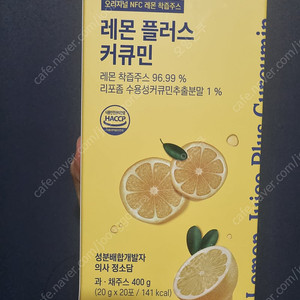 오리지널 NFC 레몬 착즙주스
레몬 플러스
커큐민
레몬 착즙주스 96.99 %
리포좀 수용성커큐민추출분말 1 %
HACCP
Lemon Juice Plus Curcumin
성분배합개발자
의사 정소담
과 · 채주스 400 g
(20 g x 20포 / 141 kcal)